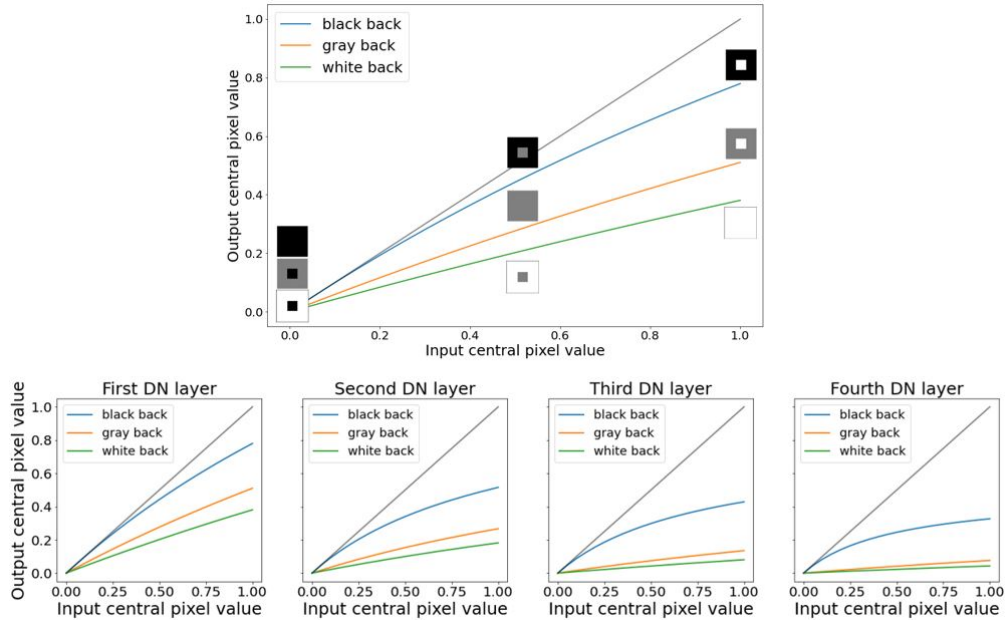 1.0
0.8
0.6
0.4
0.2
0.0
Output central pixel value
black back
gray back
white back
0.0 0.2 0.4 0.6 0.8 1.0
Input central pixel value
First DN layer Second DN layer Third DN layer Fourth DN layer
Output central pixel value
1.0
0.8
0.6
0.4
0.2
0.0
black back
gray back
white back
black back
gray back
white back
black back
gray back
white back
black back
gray back
white back
0.00 0.25 0.50 0.75 1.00 0.00 0.25 0.50 0.75 1.00 0.00 0.25 0.50 0.75 1.00 0.00 0.25 0.50 0.75 1.00
Input central pixel value Input central pixel value Input central pixel value Input central pixel value